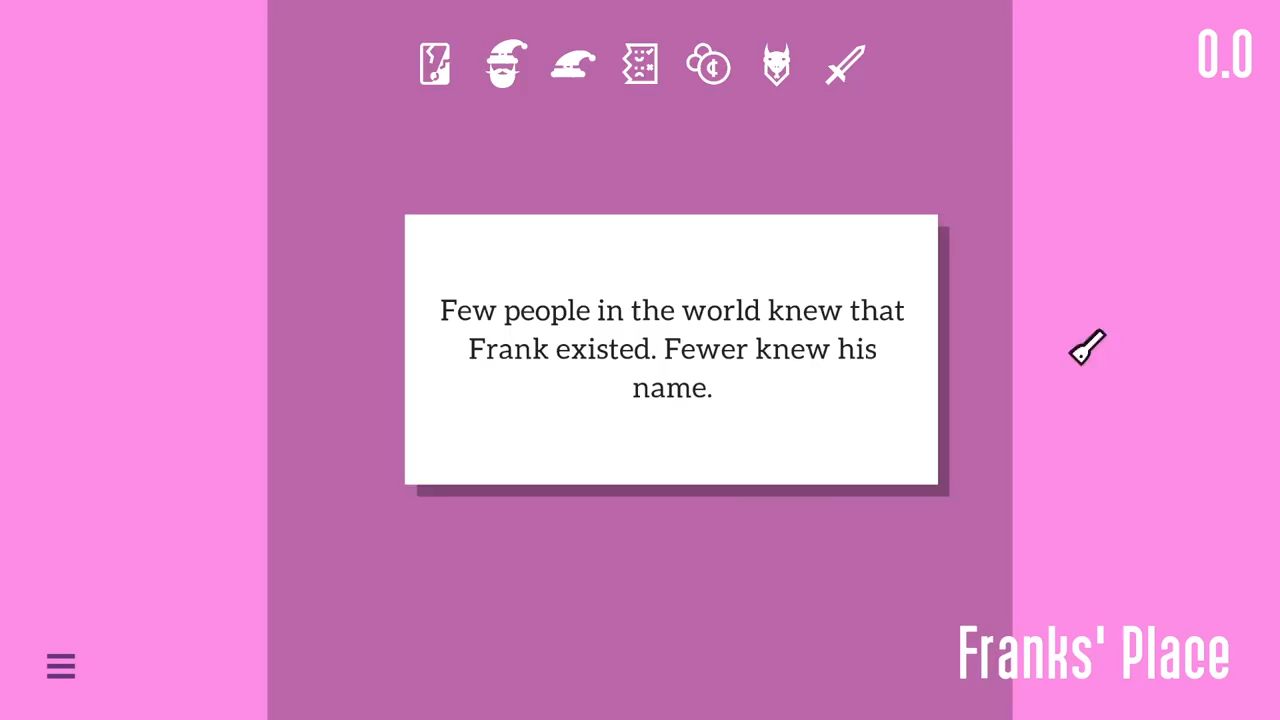 0.0
Few people in the world knew that
Frank existed. Fewer knew his
name.
Franks' Place